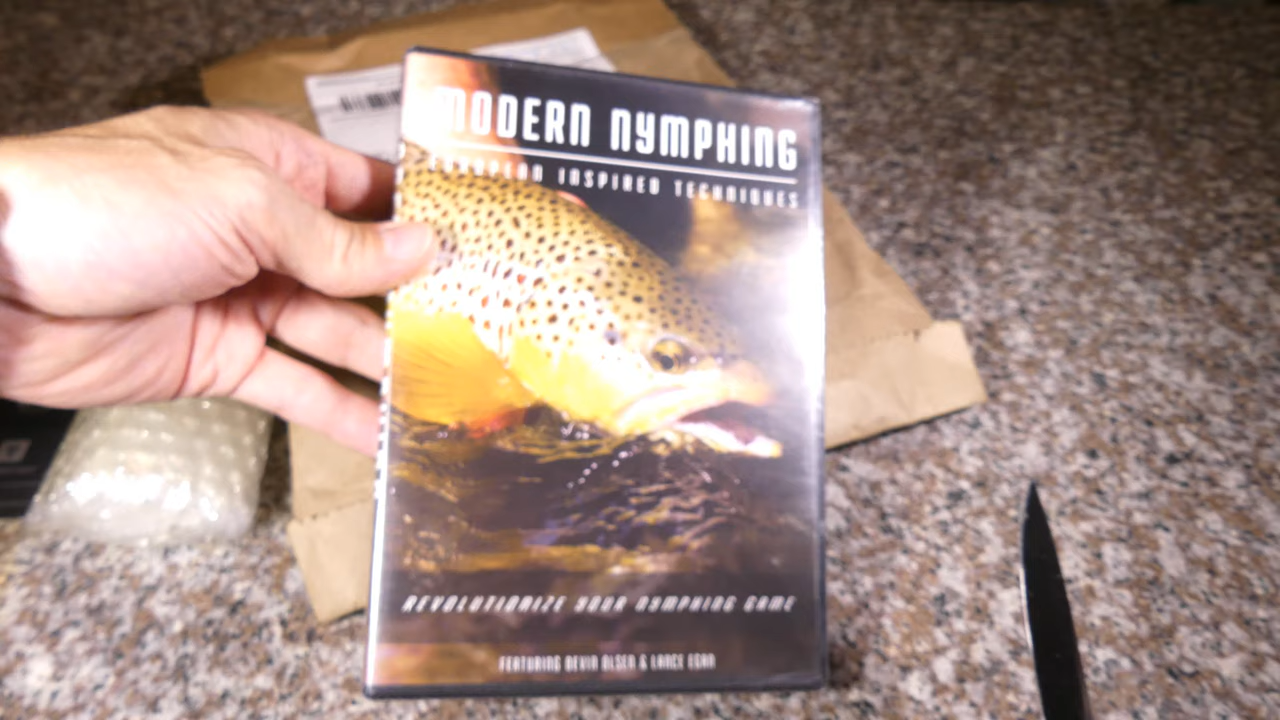 MODERN NYMPHING
EUROPEAN INSPIRED TECHNIQUES
REVOLUTIONIZE YOUR NYMPHING GAME
FEATURING DEVIN OLSEN & LANCE EGAN